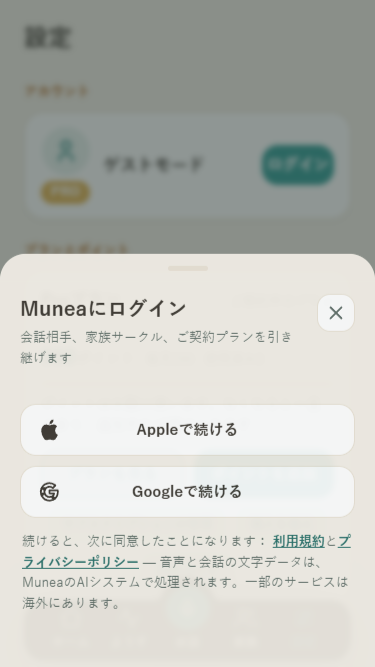 設定
アカウント
ゲストモード
ログイン
Muneaにログイン
会話相手、家族サークル、ご契約プランを引き
継げます
Appleで続ける
Googleで続ける
続けると、次に同意したことになります： 利用規約とプ
ライバシーポリシー — 音声と会話の文字データは、
MuneaのAIシステムで処理されます。一部のサービスは
海外にあります。